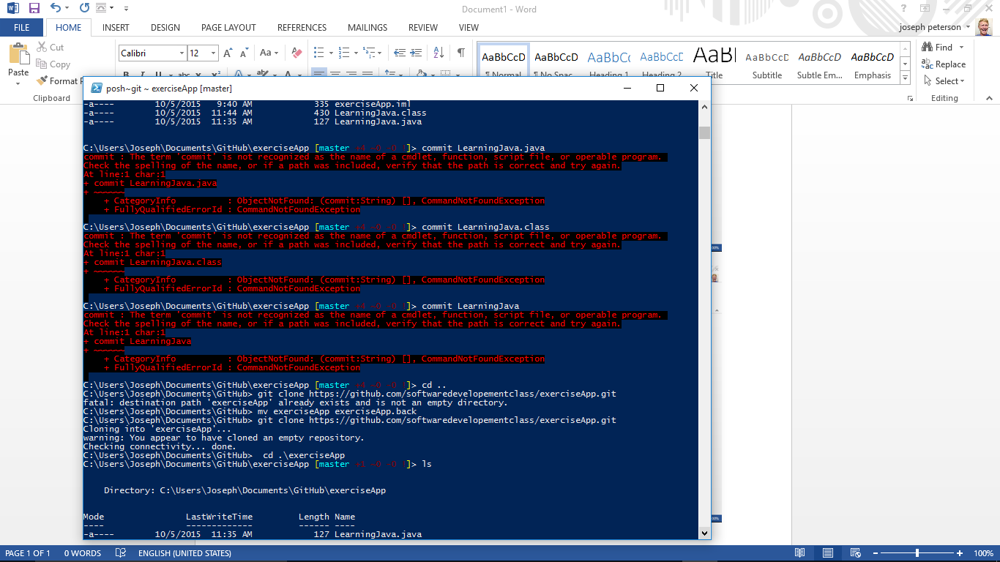 Document1 - Word
FILE HOME INSERT DESIGN PAGE LAYOUT REFERENCES MAILINGS REVIEW VIEW joseph peterson
Paste
Cut
Copy
Format
Clipboard
Calibri 12
Aa
AaBbCcD AaBbCcD AaBbCc AaBbCcD AaBl AaBbCcD AaBbCcD AaBbCcD
¶ Normal ¶ No Spac... Heading 1 Heading 2 Title Subtitle Subtle Em... Emphasis
Find
Replace
Select
Editing
posh~git ~ exerciseApp [master]
-a---- 10/5/2015 9:40 AM 335 exerciseApp.iml
-a---- 10/5/2015 11:44 AM 430 LearningJava.class
-a---- 10/5/2015 11:35 AM 127 LearningJava.java
C:\Users\Joseph\Documents\GitHub\exerciseApp [master +4 ~0 -0 !]> commit LearningJava.java
commit : The term 'commit' is not recognized as the name of a cmdlet, function, script file, or operable program.
Check the spelling of the name, or if a path was included, verify that the path is correct and try again.
At line:1 char:1
+ commit LearningJava.java
+ ~~~~~~
+ CategoryInfo : ObjectNotFound: (commit:String) [], CommandNotFoundException
+ FullyQualifiedErrorId : CommandNotFoundException
C:\Users\Joseph\Documents\GitHub\exerciseApp [master +4 ~0 -0 !]> commit LearningJava.class
commit : The term 'commit' is not recognized as the name of a cmdlet, function, script file, or operable program.
Check the spelling of the name, or if a path was included, verify that the path is correct and try again.
At line:1 char:1
+ commit LearningJava.class
+ ~~~~~~
+ CategoryInfo : ObjectNotFound: (commit:String) [], CommandNotFoundException
+ FullyQualifiedErrorId : CommandNotFoundException
C:\Users\Joseph\Documents\GitHub\exerciseApp [master +4 ~0 -0 !]> commit LearningJava
commit : The term 'commit' is not recognized as the name of a cmdlet, function, script file, or operable program.
Check the spelling of the name, or if a path was included, verify that the path is correct and try again.
At line:1 char:1
+ commit LearningJava
+ ~~~~~~
+ CategoryInfo : ObjectNotFound: (commit:String) [], CommandNotFoundException
+ FullyQualifiedErrorId : CommandNotFoundException
C:\Users\Joseph\Documents\GitHub\exerciseApp [master +4 ~0 -0 !]> cd ..
C:\Users\Joseph\Documents\GitHub> git clone https://github.com/softwaredevelopementclass/exerciseApp.git
fatal: destination path 'exerciseApp' already exists and is not an empty directory.
C:\Users\Joseph\Documents\GitHub> mv exerciseApp exerciseApp.back
C:\Users\Joseph\Documents\GitHub> git clone https://github.com/softwaredevelopementclass/exerciseApp.git
Cloning into 'exerciseApp'...
warning: You appear to have cloned an empty repository.
Checking connectivity... done.
C:\Users\Joseph\Documents\GitHub> cd .\exerciseApp
C:\Users\Joseph\Documents\GitHub\exerciseApp [master +1 ~0 -0 !]> ls
Directory: C:\Users\Joseph\Documents\GitHub\exerciseApp
Mode LastWriteTime Length Name
---- ------------- ------ ----
-a---- 10/5/2015 11:35 AM 127 LearningJava.java
PAGE 1 OF 1 0 WORDS ENGLISH (UNITED STATES) 100%